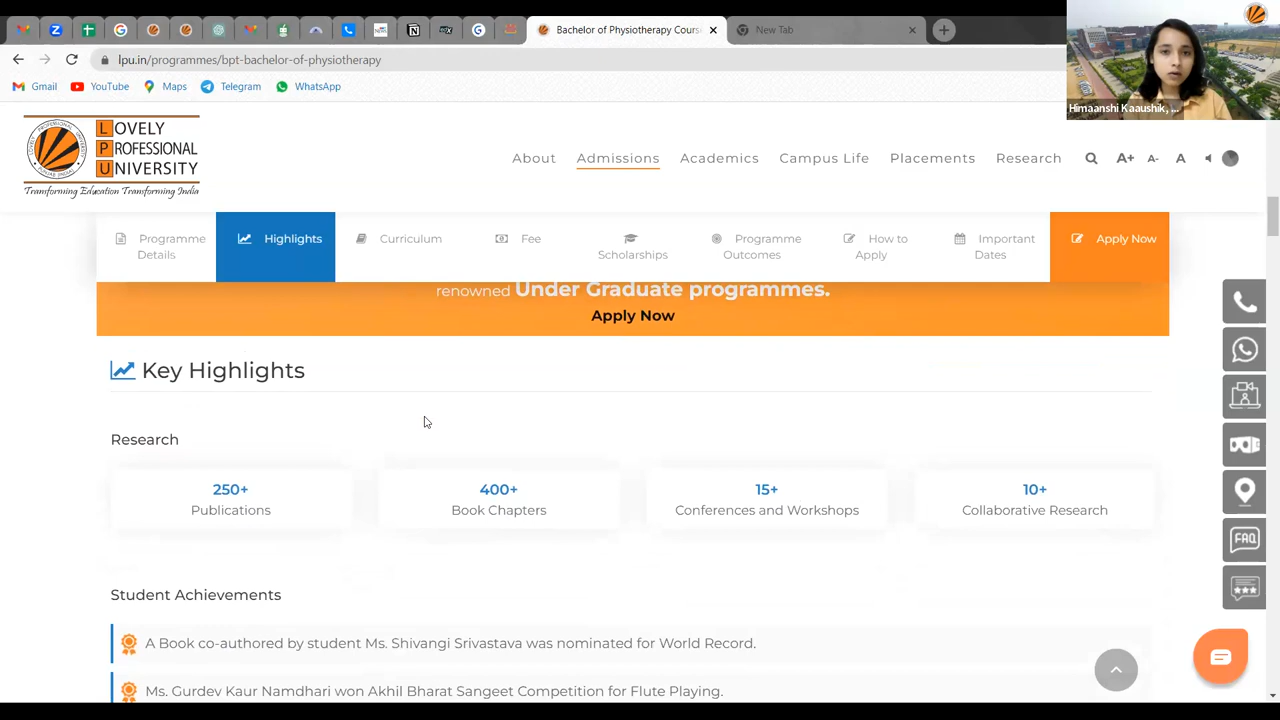 Bachelor of Physiotherapy Cours
New Tab
lpu.in/programmes/bpt-bachelor-of-physiotherapy
Gmail
YouTube
Maps
Telegram
WhatsApp
Himaanshi Kaaushik, ...
LOVELY
PROFESSIONAL
UNIVERSITY
Transforming Education Transforming India
About
Admissions
Academics
Campus Life
Placements
Research
A+
A-
A
Programme
Details
Highlights
Curriculum
Fee
Scholarships
Programme
Outcomes
How to
Apply
Important
Dates
Apply Now
renowned Under Graduate programmes.
Apply Now
Key Highlights
Research
250+
Publications
400+
Book Chapters
15+
Conferences and Workshops
10+
Collaborative Research
FAQ
Student Achievements
A Book co-authored by student Ms. Shivangi Srivastava was nominated for World Record.
Ms. Gurdev Kaur Namdhari won Akhil Bharat Sangeet Competition for Flute Playing.